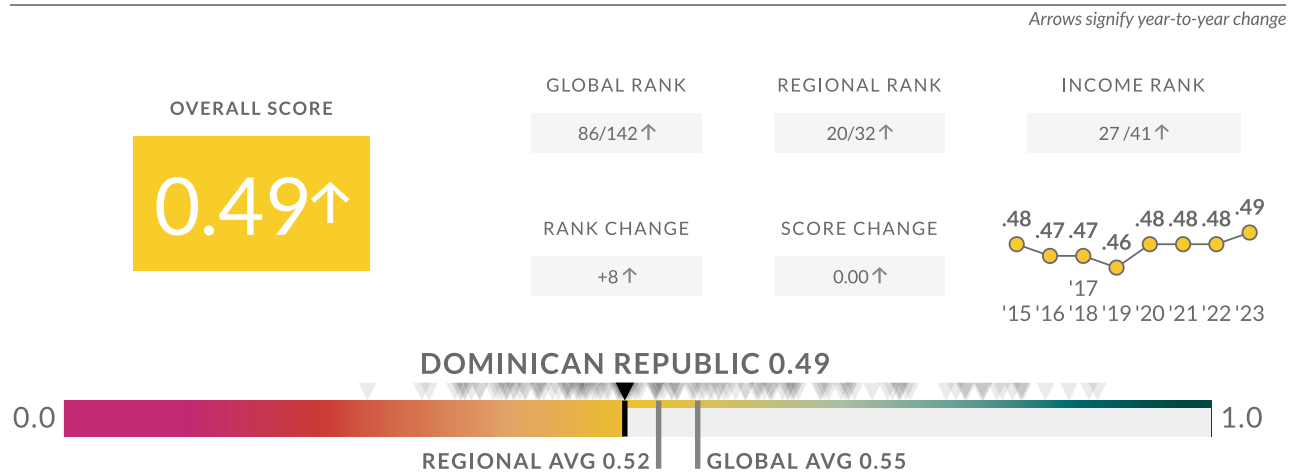 Arrows signify year-to-year change
OVERALL SCORE
0.49↑
GLOBAL RANK
86/142↑
REGIONAL RANK
20/32↑
INCOME RANK
27 /41↑
RANK CHANGE
+8↑
SCORE CHANGE
0.00↑
.48 .47 .47 .46 .48 .48 .48 .49
'17
'15 '16 '18 '19 '20 '21 '22 '23
DOMINICAN REPUBLIC 0.49
0.0 1.0
REGIONAL AVG 0.52 GLOBAL AVG 0.55